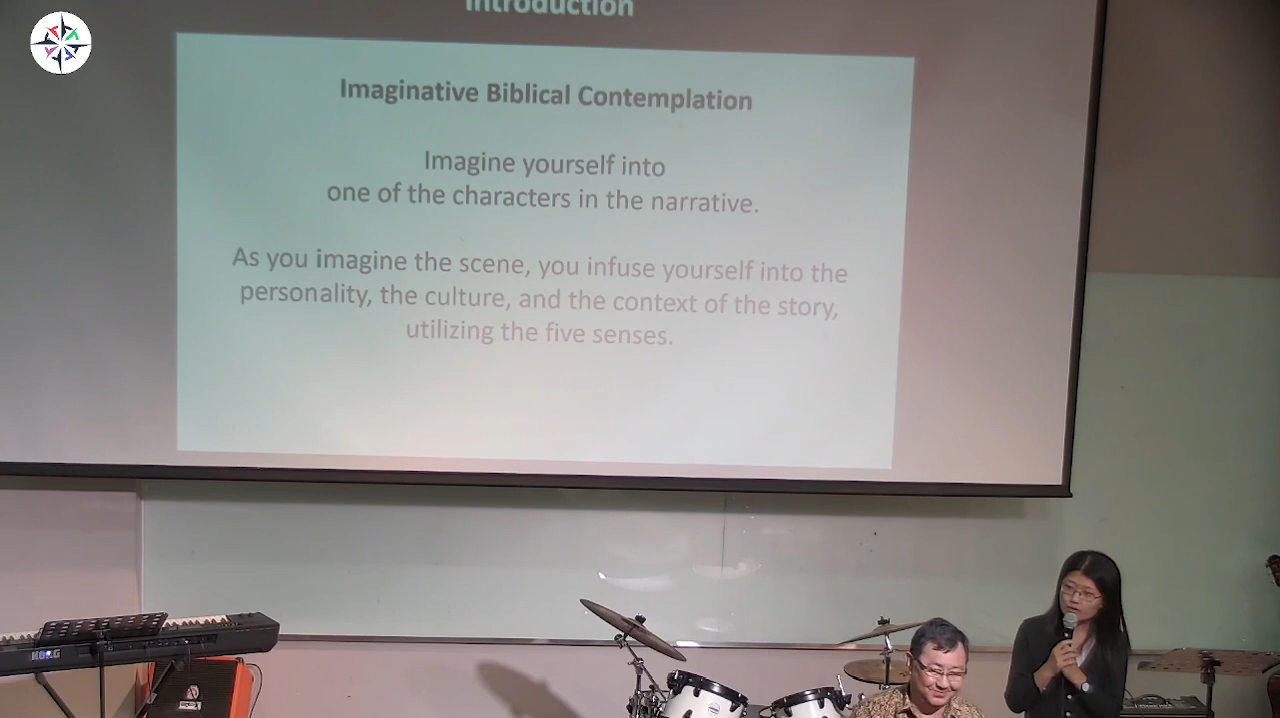 Introduction
Imaginative Biblical Contemplation
Imagine yourself into
one of the characters in the narrative.
As you imagine the scene, you infuse yourself into the
personality, the culture, and the context of the story,
utilizing the five senses.
KORG